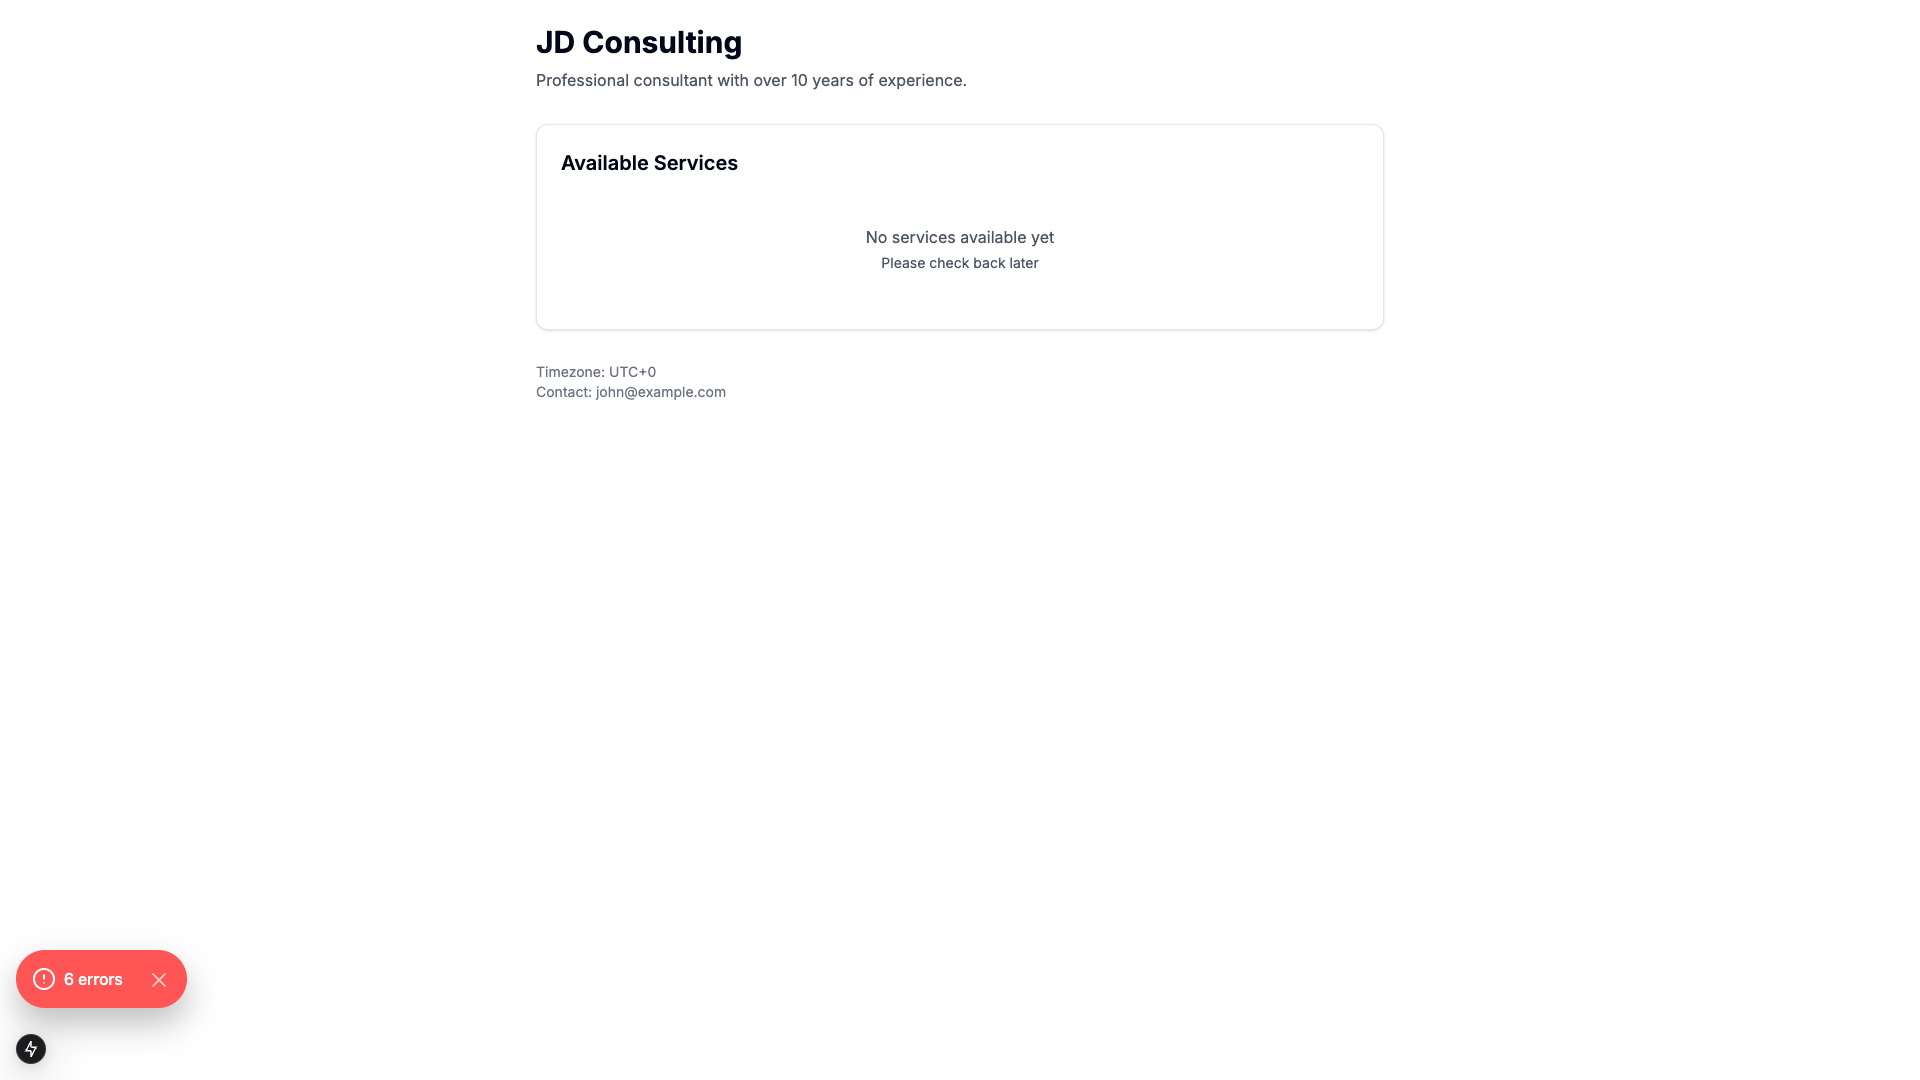 JD Consulting
Professional consultant with over 10 years of experience.
Available Services
No services available yet
Please check back later
Timezone: UTC+0
Contact: john@example.com
6 errors